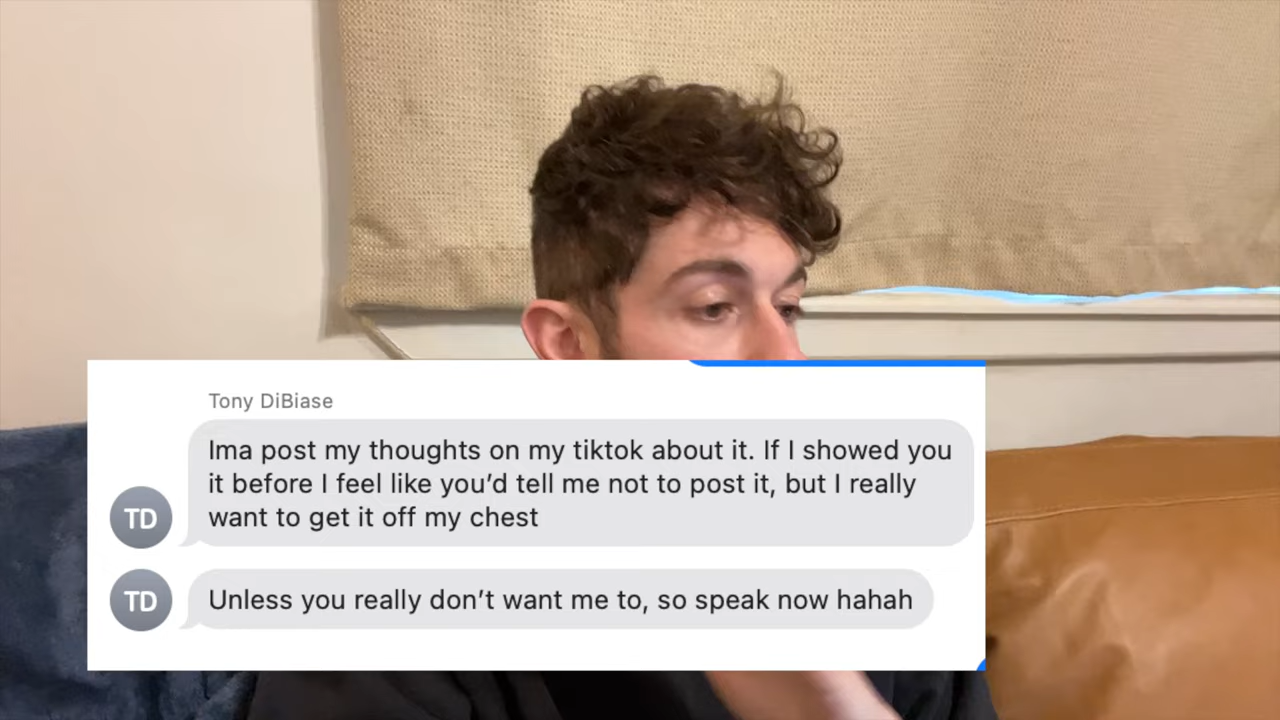 Tony DiBiase
Ima post my thoughts on my tiktok about it. If I showed you
it before I feel like you’d tell me not to post it, but I really
want to get it off my chest
TD
Unless you really don’t want me to, so speak now hahah
TD